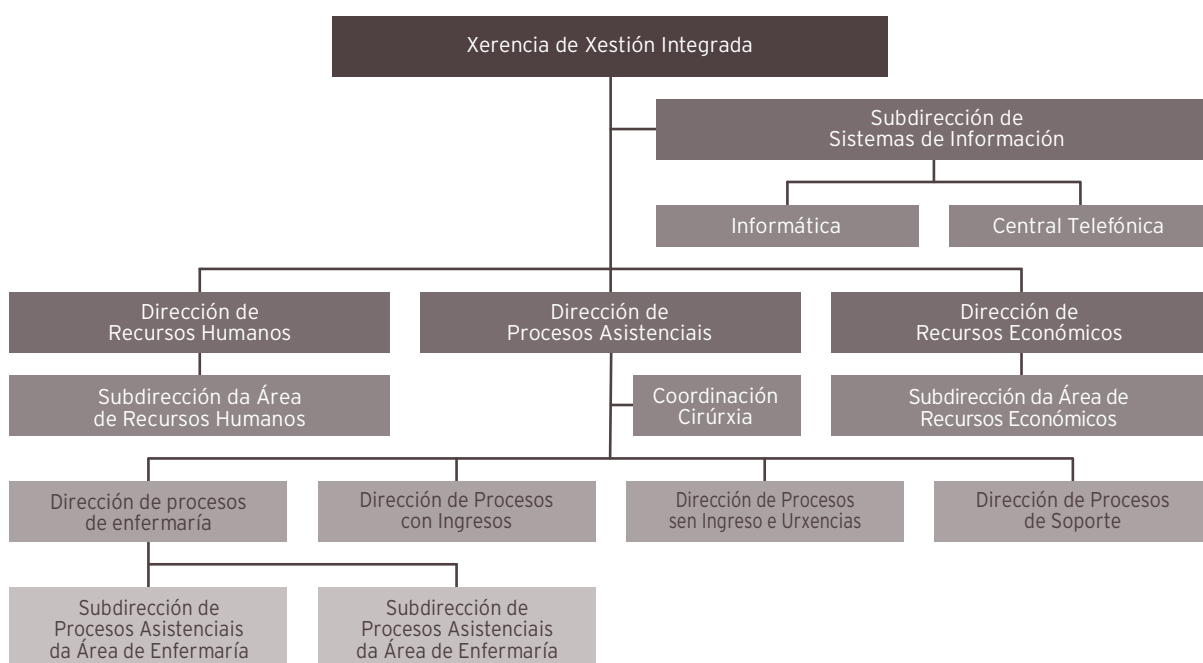 Xerencia de Xestión Integrada
Subdirección de
Sistemas de Información
Informática
Central Telefónica
Dirección de
Recursos Humanos
Dirección de
Procesos Asistenciais
Dirección de
Recursos Económicos
Subdirección da Área
de Recursos Humanos
Coordinación
Cirúrxia
Subdirección da Área de
Recursos Económicos
Dirección de procesos
de enfermaría
Dirección de Procesos
con Ingresos
Dirección de Procesos
sen Ingreso e Urxencias
Dirección de Procesos
de Soporte
Subdirección de
Procesos Asistenciais
da Área de Enfermaría
Subdirección de
Procesos Asistenciais
da Área de Enfermaría